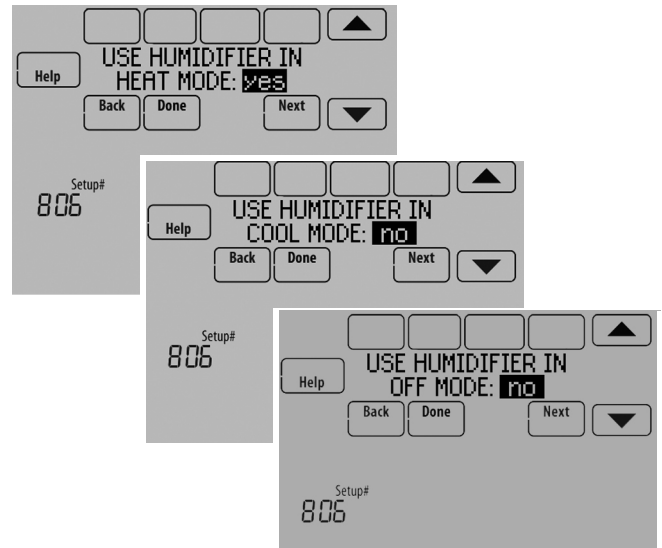 USE HUMIDIFIER IN
Help
HEAT MODE: yes
Back Done Next
Setup#
806
USE HUMIDIFIER IN
Help
COOL MODE: no
Back Done Next
Setup#
806
USE HUMIDIFIER IN
Help
OFF MODE: no
Back Done Next
Setup#
806